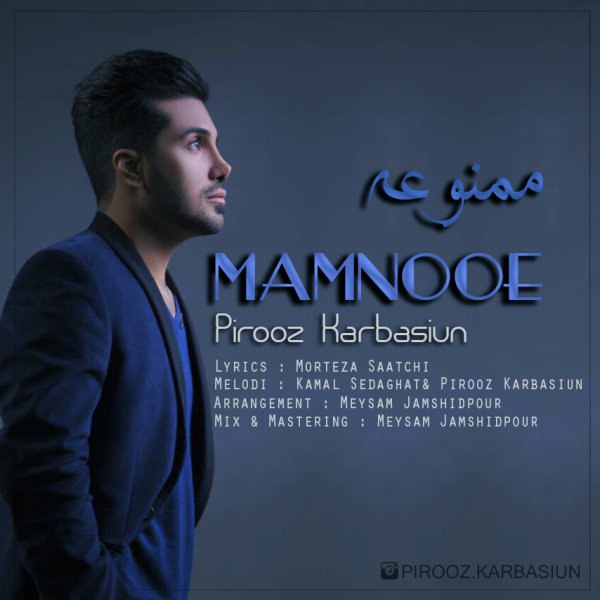 ممنوعه
MAMNOOE
Pirooz Karbasiun
Lyrics : Morteza Saatchi
Melodi : Kamal Sedaghat& Pirooz Karbasiun
Arrangement : Meysam Jamshidpour
Mix & Mastering : Meysam Jamshidpour
PIROOZ.KARBASIUN